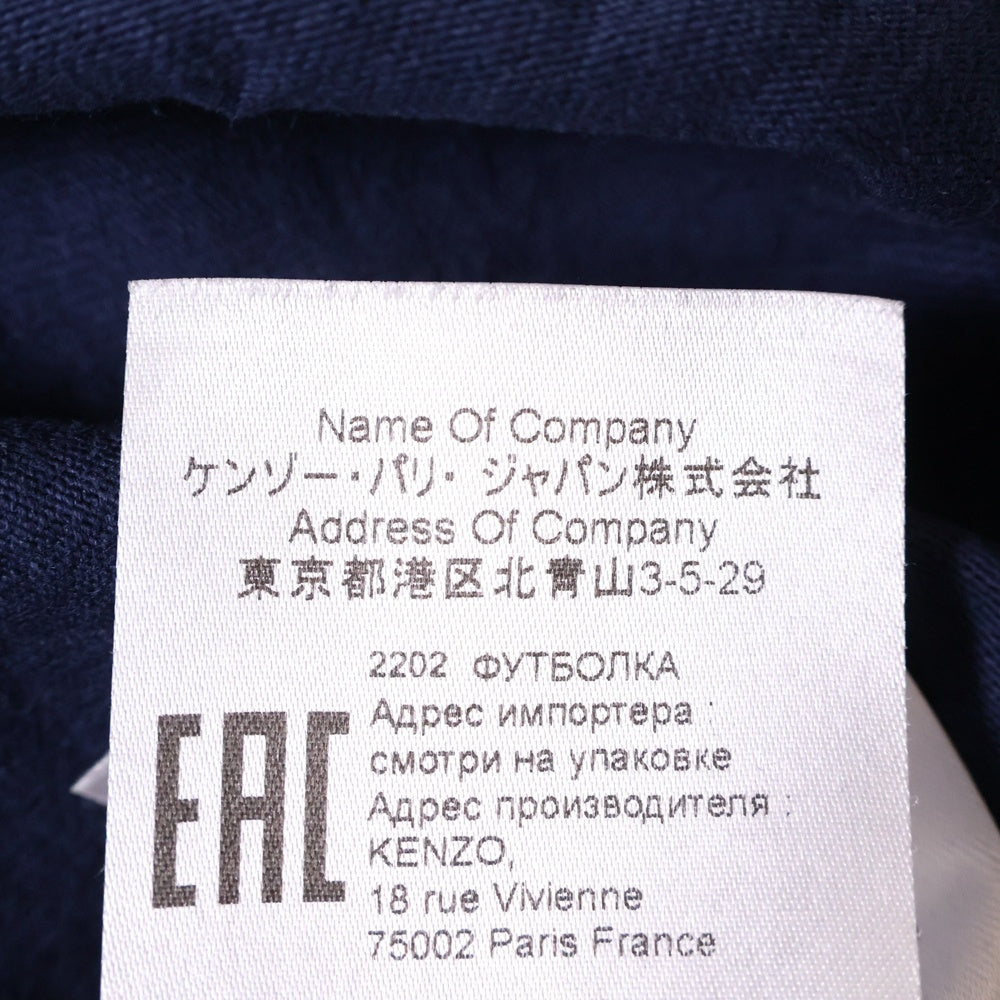 Name Of Company
ケンゾー・パリ・ジャパン株式会社
Address Of Company
東京都港区北青山3-5-29
2202 ФУТБОЛКА
Адрес импортера :
смотри на упаковке
Адрес производителя :
KENZO,
18 rue Vivienne
75002 Paris France
EAC